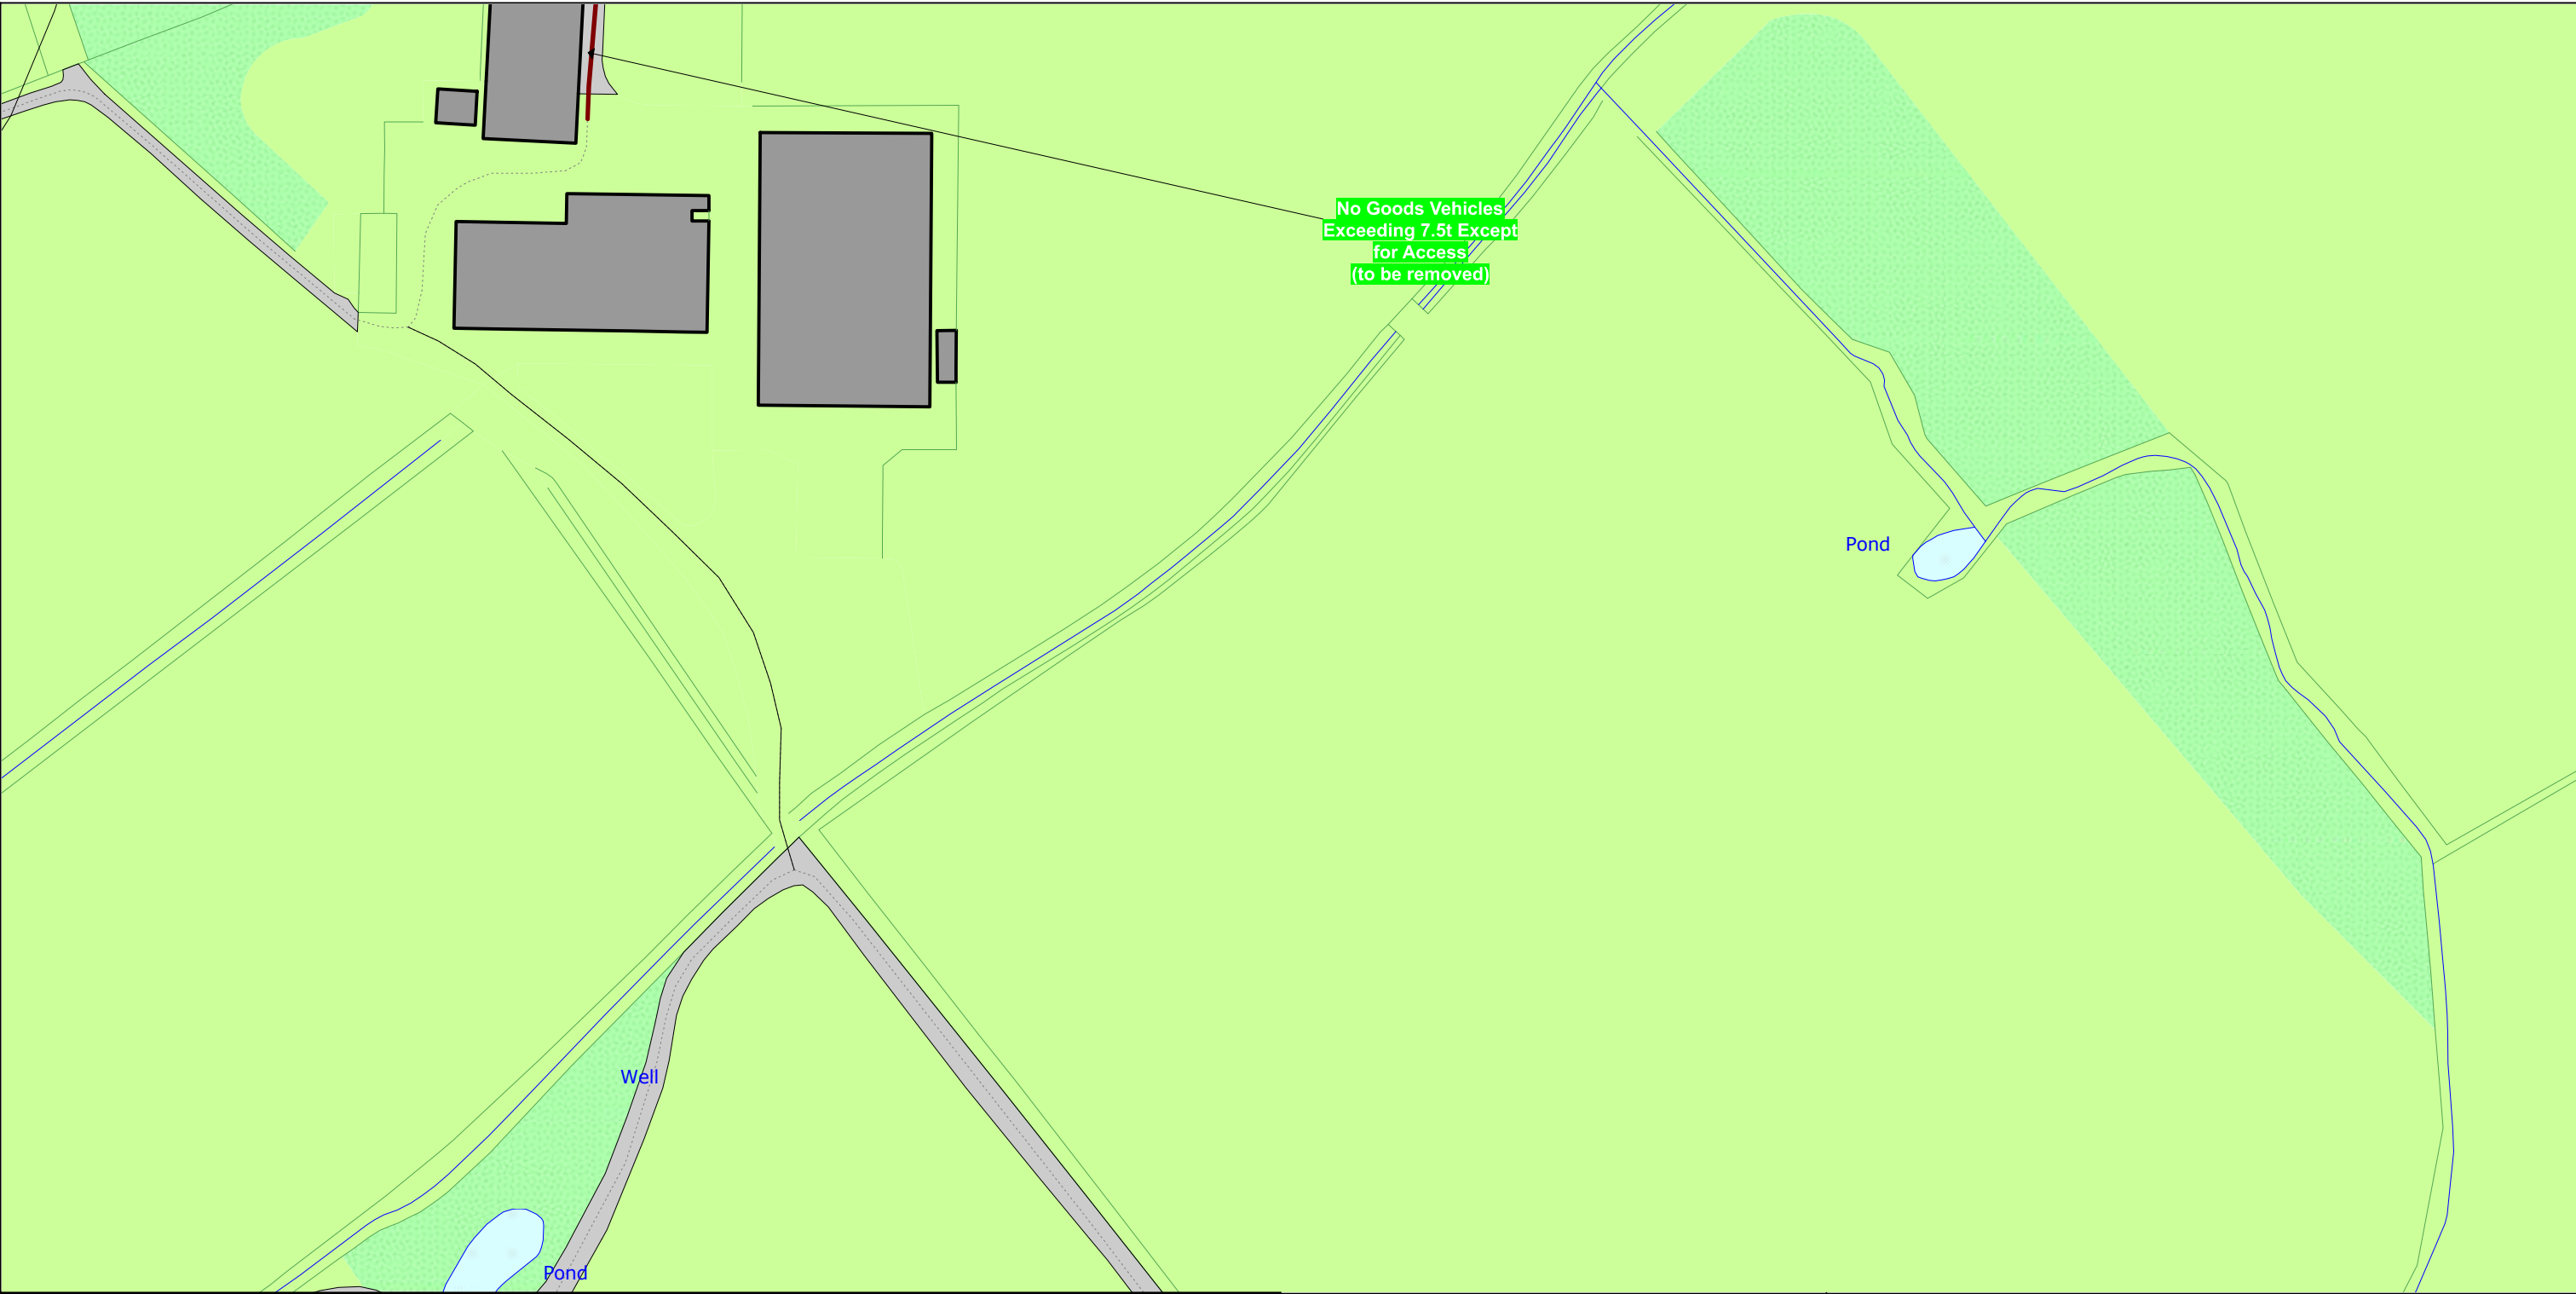 No Goods Vehicles
Exceeding 7.5t Except
for Access
(to be removed)
Pond
Well
Pond